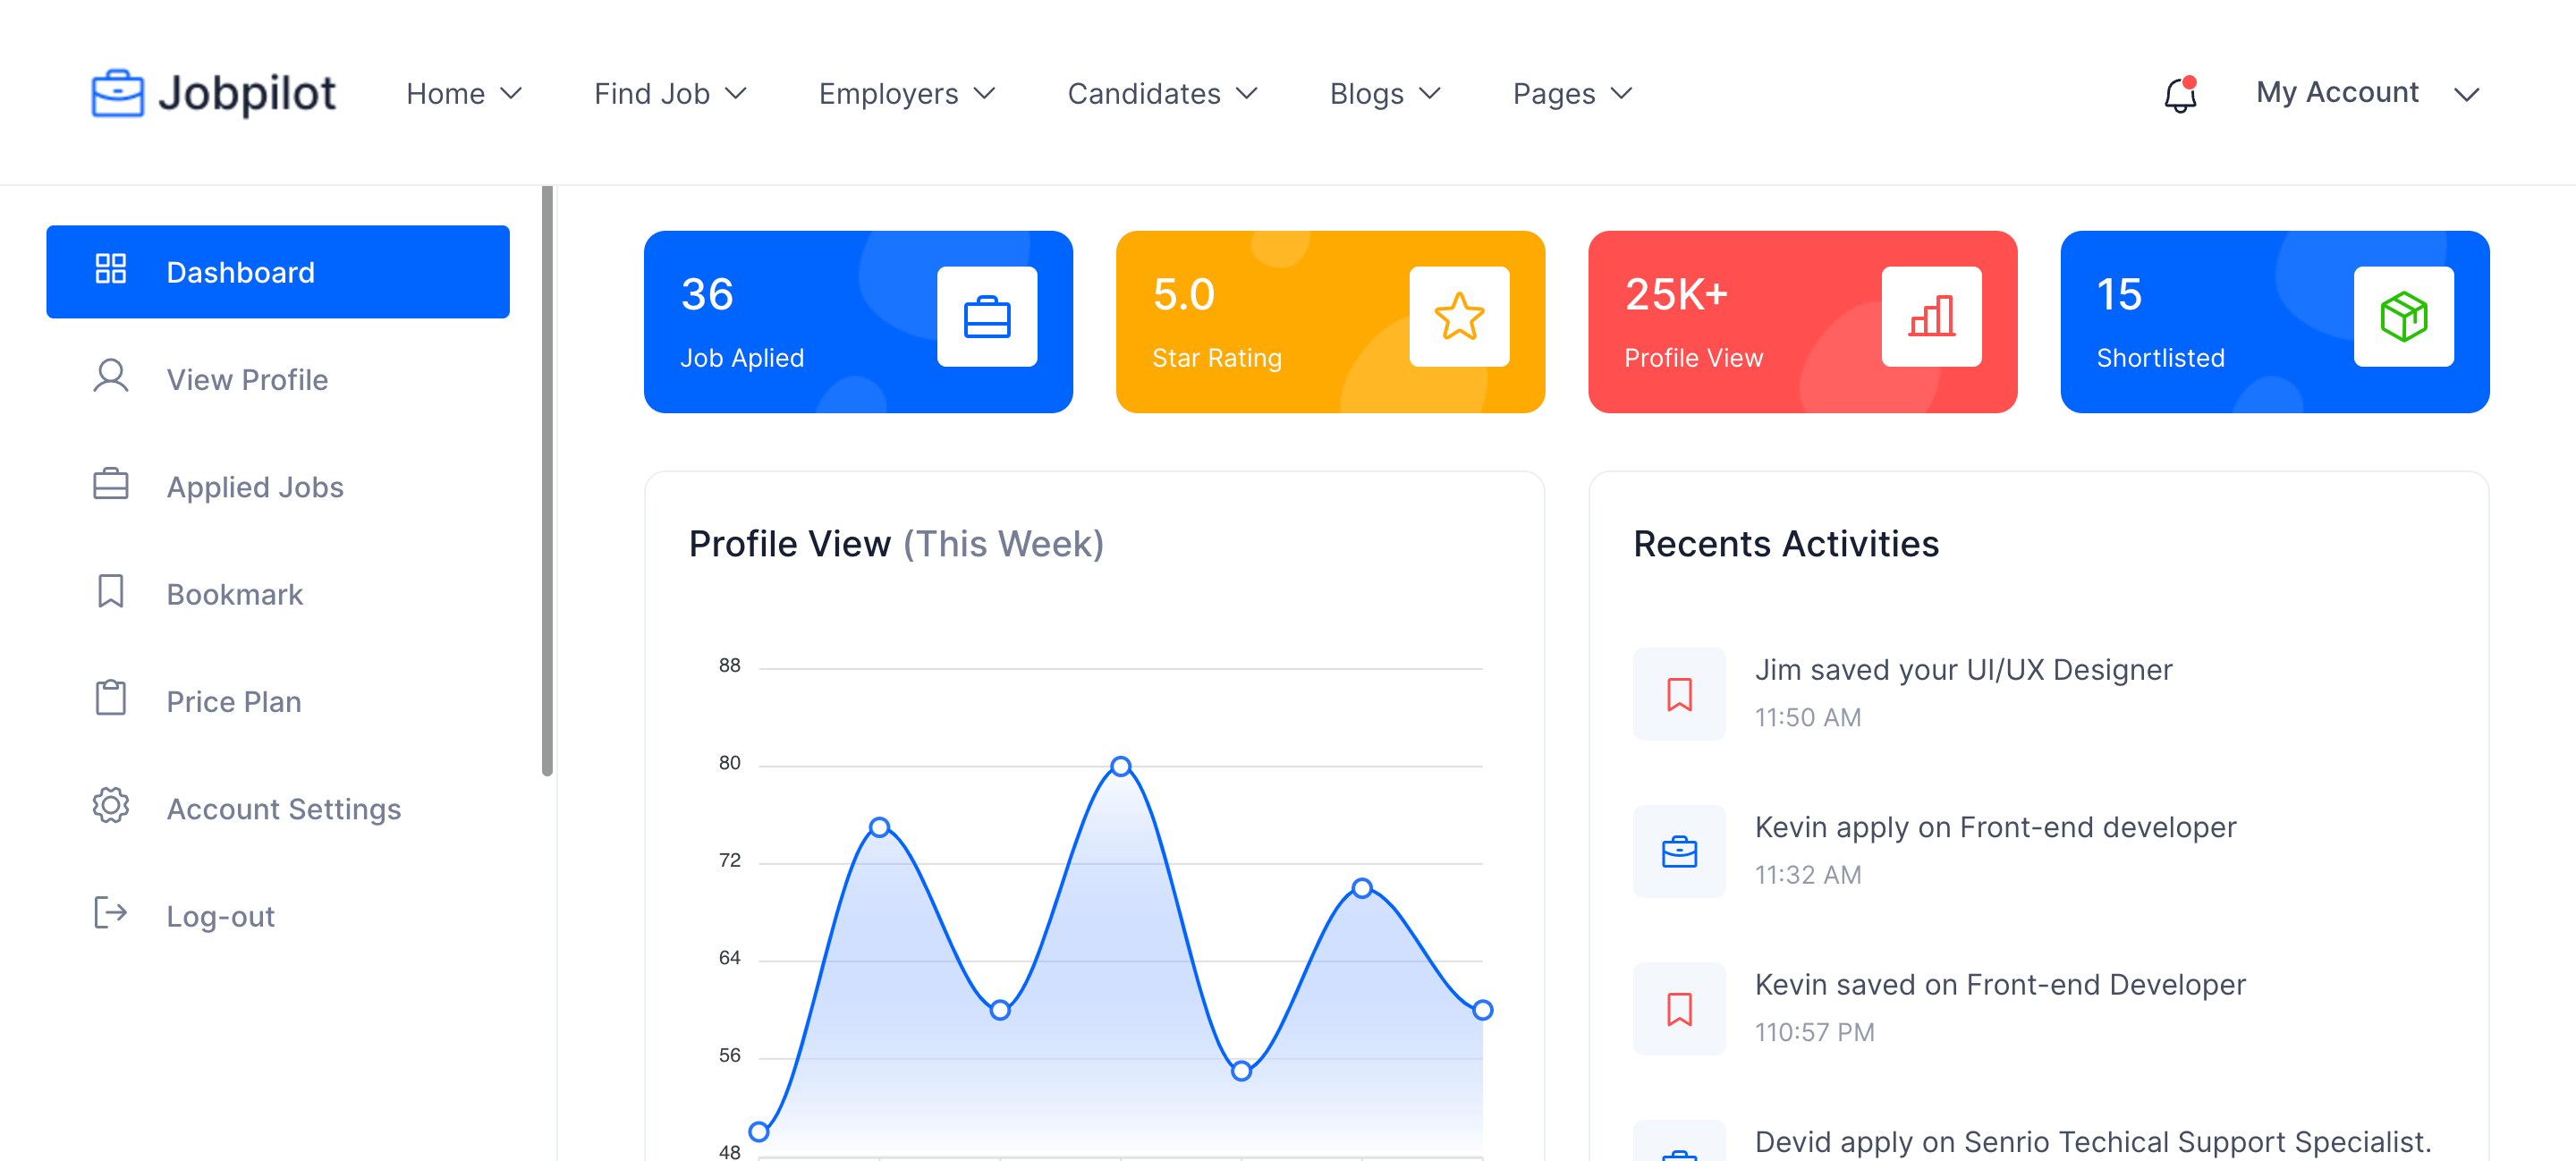 Jobpilot Home Find Job Employers Candidates Blogs Pages My Account
Dashboard
View Profile
Applied Jobs
Bookmark
Price Plan
Account Settings
Log-out
36
Job Aplied
5.0
Star Rating
25K+
Profile View
15
Shortlisted
Profile View (This Week)
88
80
72
64
56
48
Recents Activities
Jim saved your UI/UX Designer
11:50 AM
Kevin apply on Front-end developer
11:32 AM
Kevin saved on Front-end Developer
110:57 PM
Devid apply on Senrio Techical Support Specialist.